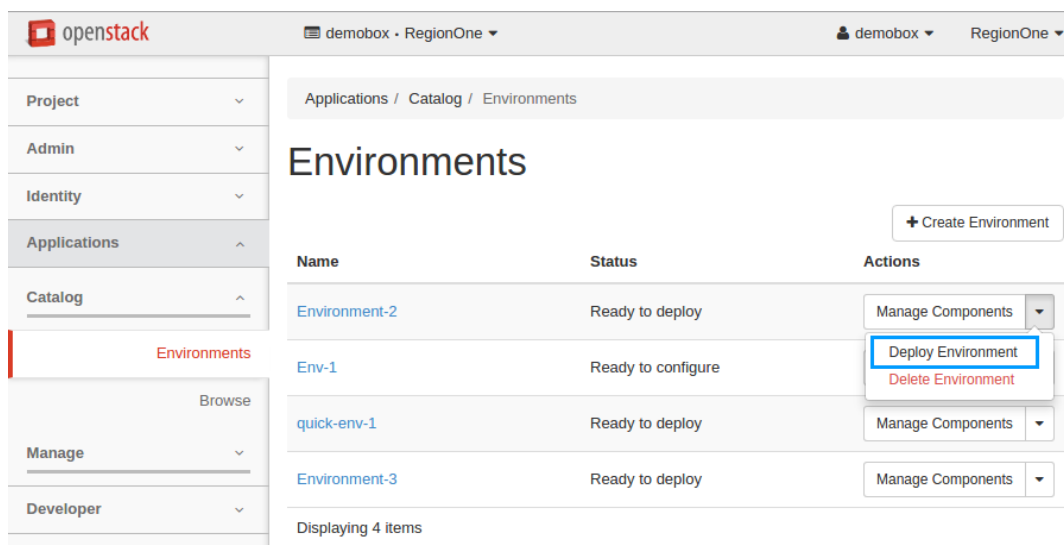 openstack
demobox • RegionOne
demobox
RegionOne
Project
Admin
Identity
Applications
Catalog
Environments
Browse
Manage
Developer
Applications / Catalog / Environments
Environments
+ Create Environment
Name Status Actions
Environment-2 Ready to deploy Manage Components
Deploy Environment
Delete Environment
Env-1 Ready to configure
quick-env-1 Ready to deploy Manage Components
Environment-3 Ready to deploy Manage Components
Displaying 4 items